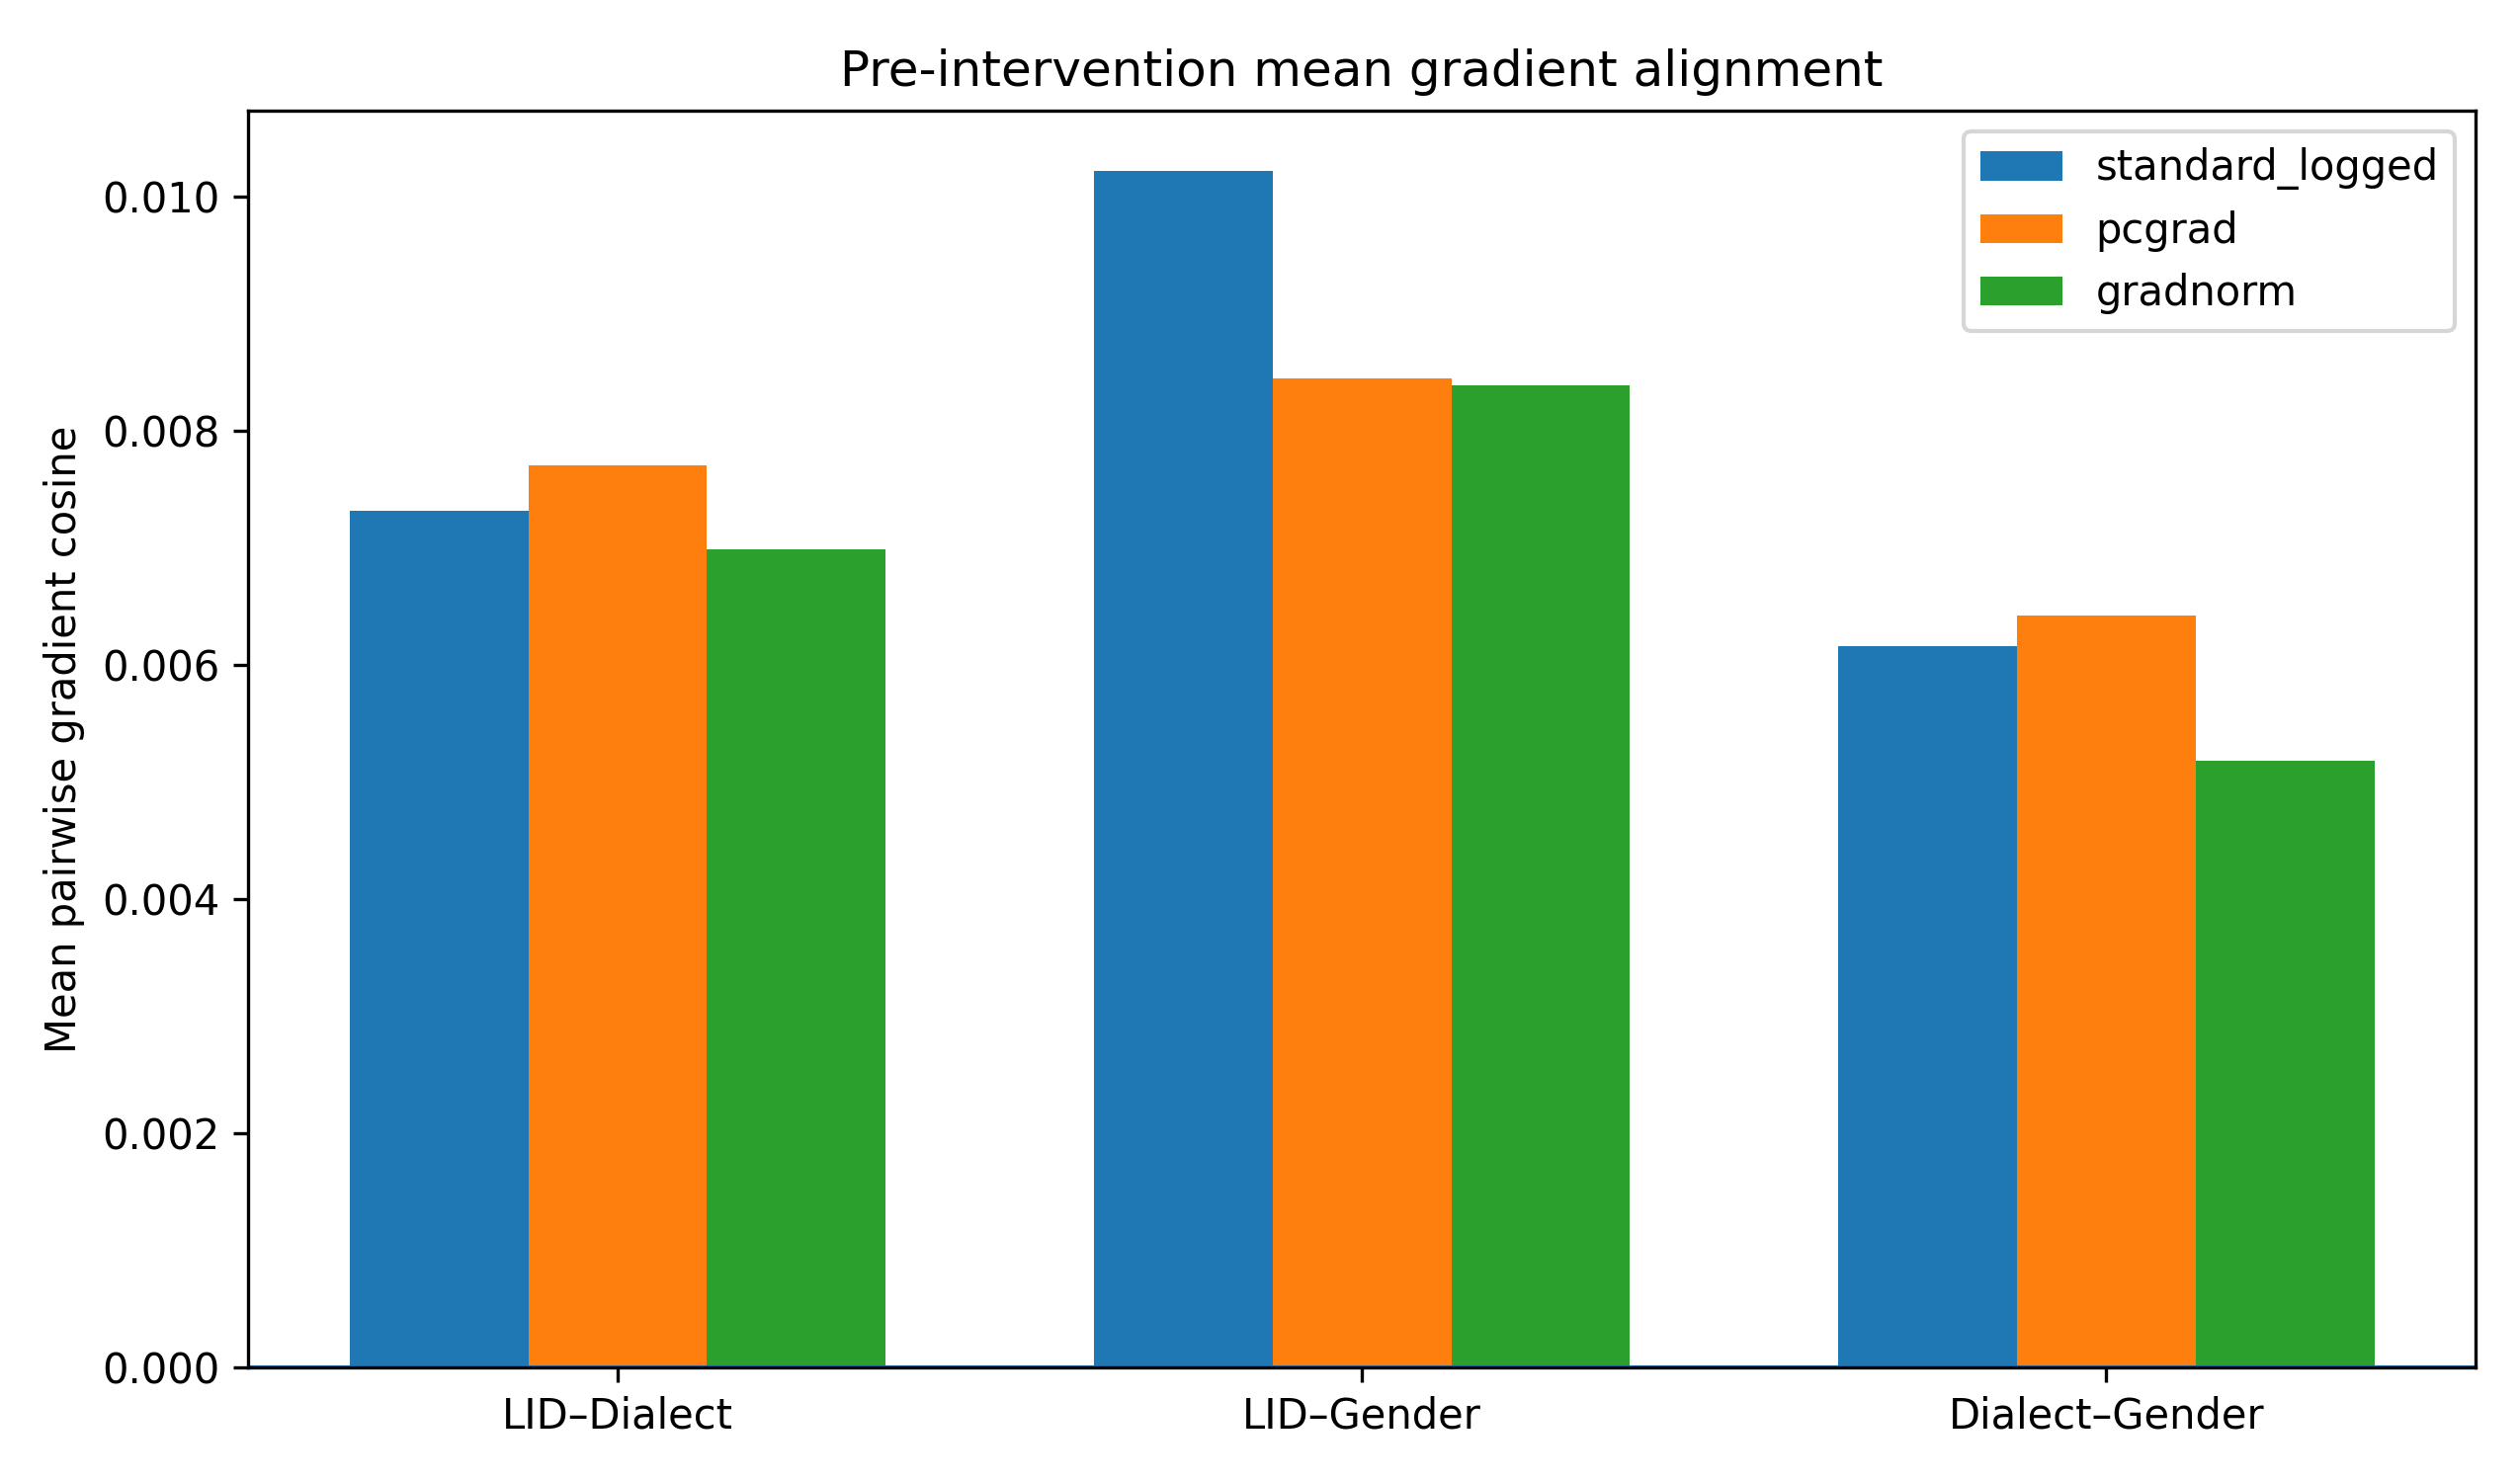 Pre-intervention mean gradient alignment
standard_logged
pcgrad
gradnorm
Mean pairwise gradient cosine
0.010
0.008
0.006
0.004
0.002
0.000
LID–Dialect
LID–Gender
Dialect–Gender